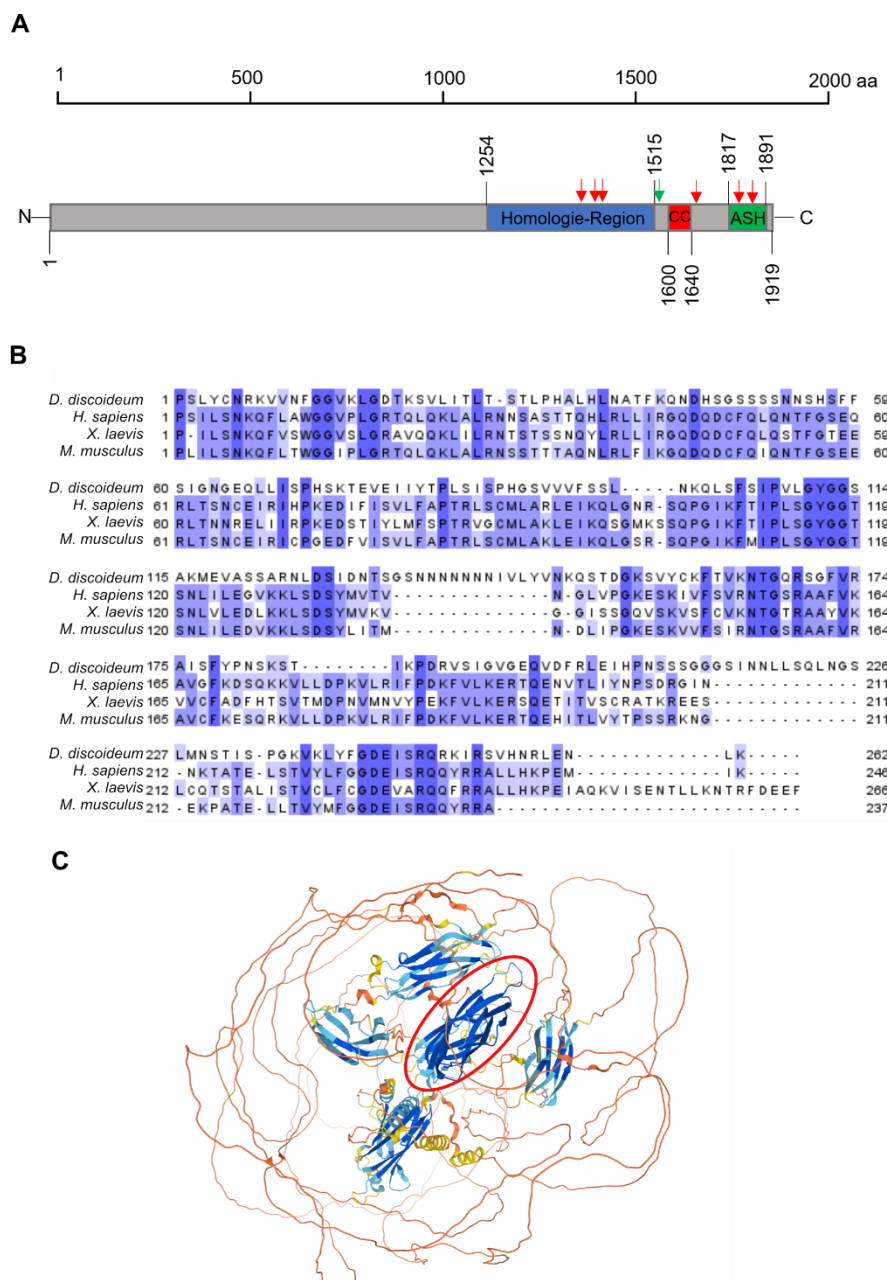 A
1 500 1000 1500 2000 aa
1254 1515 1817 1891
N Homologie-Region CC ASH C
1 1600 1640 1919
B
D. discoideum 1 PSLYCNRKVVNFGGVKLGDTKSVLITLT-STLPHALHLNATFKQNDHSGSSSSNNSHSFF 59
H. sapiens 1 PSILSNKQFLAWGGVPLGRTQLQKLALRNNSASTTQHLRLLIRGQDQDCFQLQNTFGSEQ 60
X. laevis 1 P-ILSNKQFVSWGGVSLGRAVQQKLILRNTSTSSNQYLRLLIRGQDQDCFQLQSTFGTEE 59
M. musculus 1 PLILSNKQFLTWGGIPLGRTQLQKLALRNSSTTTAQNLRLFIKGQDQDCFQIQNTFGSEE 60
D. discoideum 60 SIGNGEQLLISPHSKTEVEIIYTPLSISPHGSVVVFSSL-----NKQLSFSIPVLGYGGS 114
H. sapiens 61 RLTSNCEIRIHPKEDIFISVLFAPTRLSCMLARLEIKQLGNR-SQPGIKFTIPLSGYGGT 119
X. laevis 60 RLTNNRELIIRPKEDSTIYLMFSPTRVGCMLAKLEIKQSGMKSSQPGIKFTIPLSGYGGT 119
M. musculus 61 RLTSNCEIRICPGEDFVISVLFAPTRLSCMLAKLEIKQLGSR-SQPGIKFMIPLSGYGGT 119
D. discoideum 115 AKMEVASSARNLDSIDNTSGSNNNNNNNIVLYVNKQSTDGKSVYCKFTVKNTGQRSGFVR 174
H. sapiens 120 SNLILEGVKKLSDSYMVTV-----------N-GLVPGKESKIVFSVRNTGSRAAFVK 164
X. laevis 120 SNLVLEDLKKLSDSYMVKV-----------G-GISSGQVSKVSFCVKNTGTRAAYVK 164
M. musculus 120 SNLILEDVKKLSDSYLITM-----------N-DLIPGKESKVVFSIRNTGSRAAFVK 164
D. discoideum 175 AISFYPNSKST--------IKPDRVSIGVGEQVDFRLEIHPNSSSGGGSINNLLSQLNGS 226
H. sapiens 165 AVGFKDSQKKVLLDPKVLRIFPDKFVLKERTQENVTLIYNPSDRGIN------------- 211
X. laevis 165 VVCFADFHTSVTMDPNVMNVYPEKFVLKERSQETITVSCRATKREES------------- 211
M. musculus 165 AVCFKESQRKVLLDPKVLRIFPDKFVLKERTQEHITLVYTPSSRKNG------------- 211
D. discoideum 227 LMNSTIS-PGKVKLYFGDEISRQRKIRSVHNRLEN--------------LK---- 262
H. sapiens 212 -NKTATE-LSTVYLFGGDEISRQQYRRALLHKPEM--------------IK---- 246
X. laevis 212 LCQTSTALISTVCLFCGDEVARQQFRRALLHKPEIAQKVISENTLLKNTRFDEEF 266
M. musculus 212 -EKPATE-LLTVYMFGGDEISRQQYRRA--------------------------- 237
C